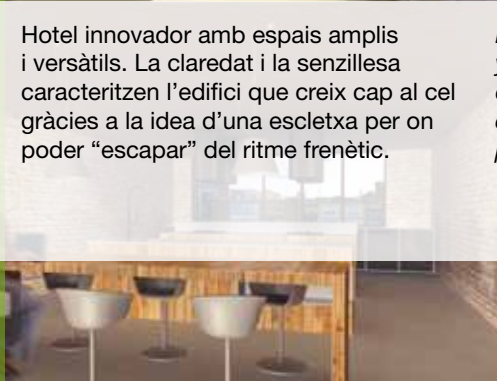 Hotel innovador amb espais amplis
i versàtils. La claredat i la senzillesa
caracteritzen l’edifici que creix cap al cel
gràcies a la idea d’una escletxa per on
poder “escapar” del ritme frenètic.